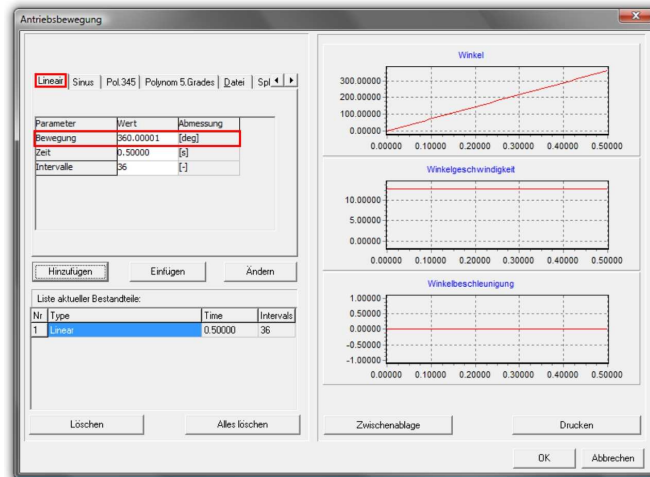 Antriebsbewegung
Linear Sinus Pol.345 Polynom 5.Grades Datei Spl
Parameter Wert Abmessung
Bewegung 360.00001 [deg]
Zeit 0.50000 [s]
Intervalle 36 [-]
Hinzufügen Einfügen Ändern
Liste aktueller Bestandteile:
Nr Type Time Intervals
1 Linear 0.50000 36
Löschen Alles löschen
Winkel
300.00000
200.00000
100.00000
0.00000
0.00000 0.10000 0.20000 0.30000 0.40000 0.50000
Winkelgeschwindigkeit
10.00000
5.00000
0.00000
0.00000 0.10000 0.20000 0.30000 0.40000 0.50000
Winkelbeschleunigung
1.00000
0.50000
0.00000
-0.50000
-1.00000
0.00000 0.10000 0.20000 0.30000 0.40000 0.50000
Zwischenablage Drucken
OK Abbrechen